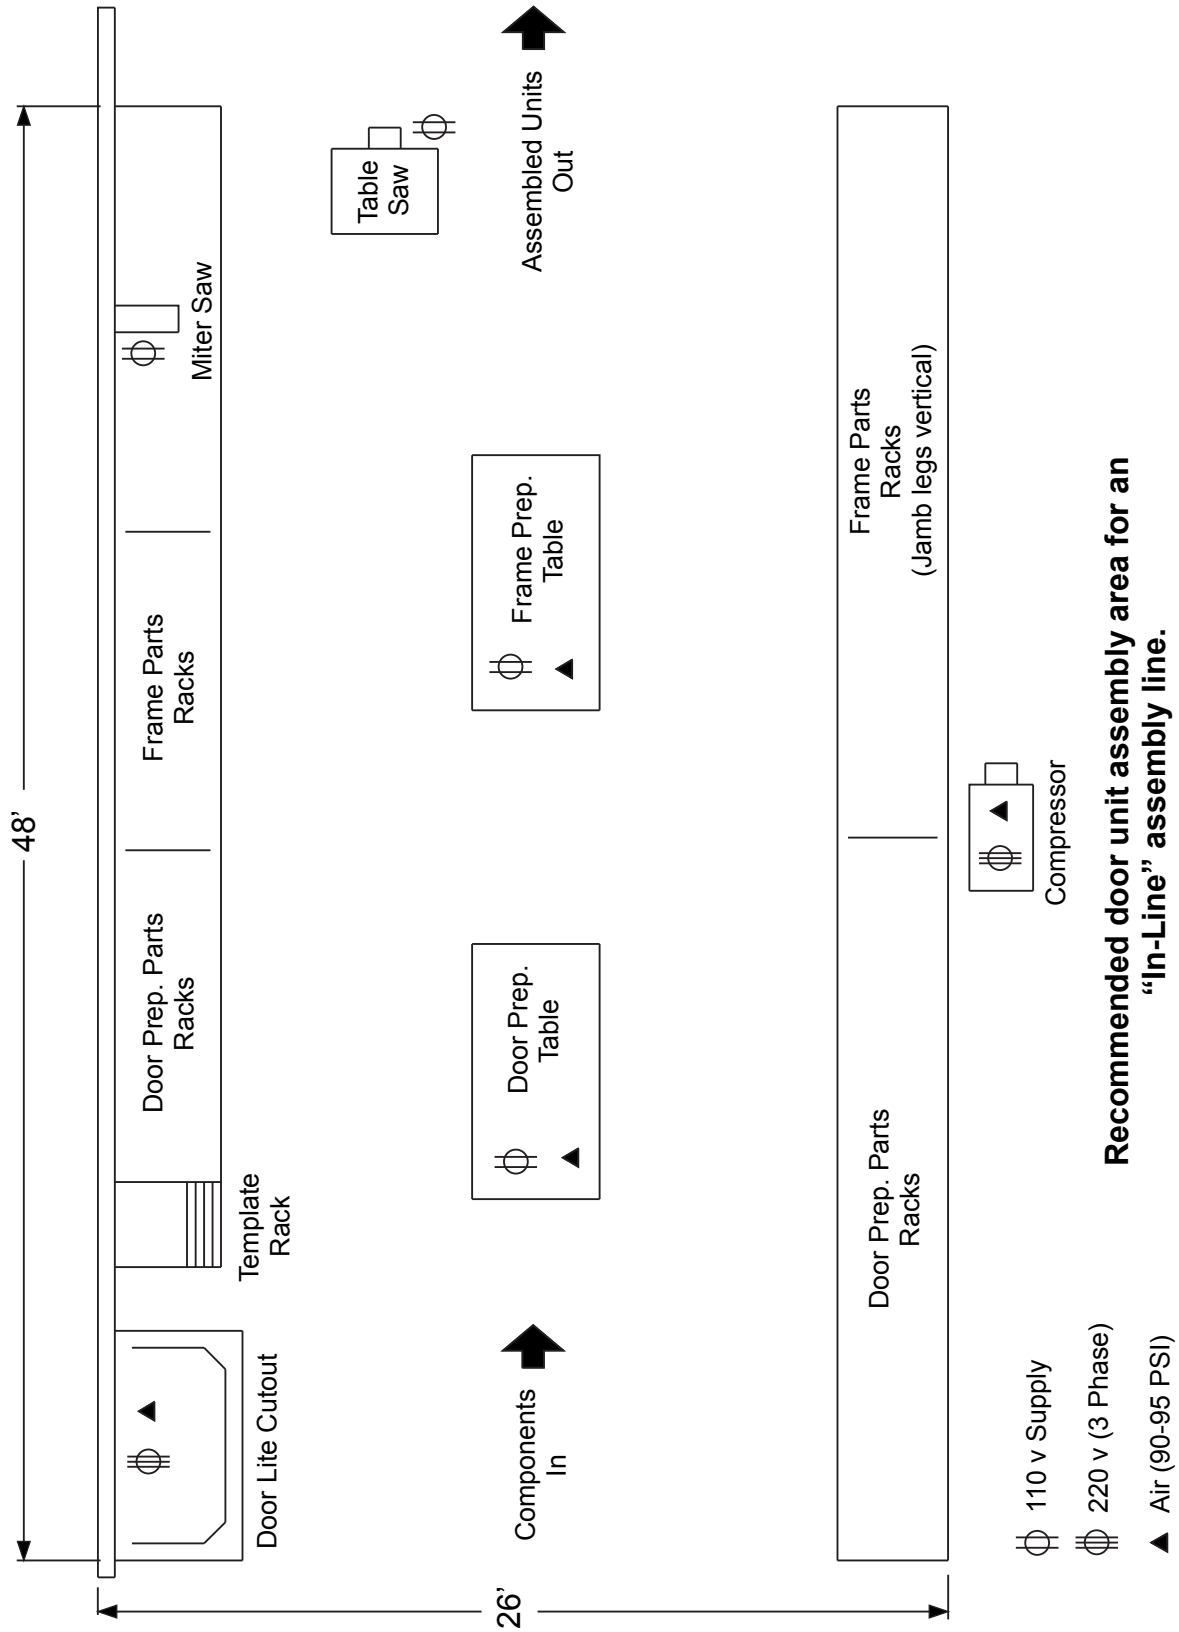 48’
26’
Door Lite Cutout
Template
Rack
Door Prep. Parts
Racks
Frame Parts
Racks
Miter Saw
Table
Saw
Components
In
Door Prep.
Table
Frame Prep.
Table
Assembled Units
Out
Door Prep. Parts
Racks
Frame Parts
Racks
(Jamb legs vertical)
Compressor
110 v Supply
220 v (3 Phase)
Air (90-95 PSI)
Recommended door unit assembly area for an
“In-Line” assembly line.